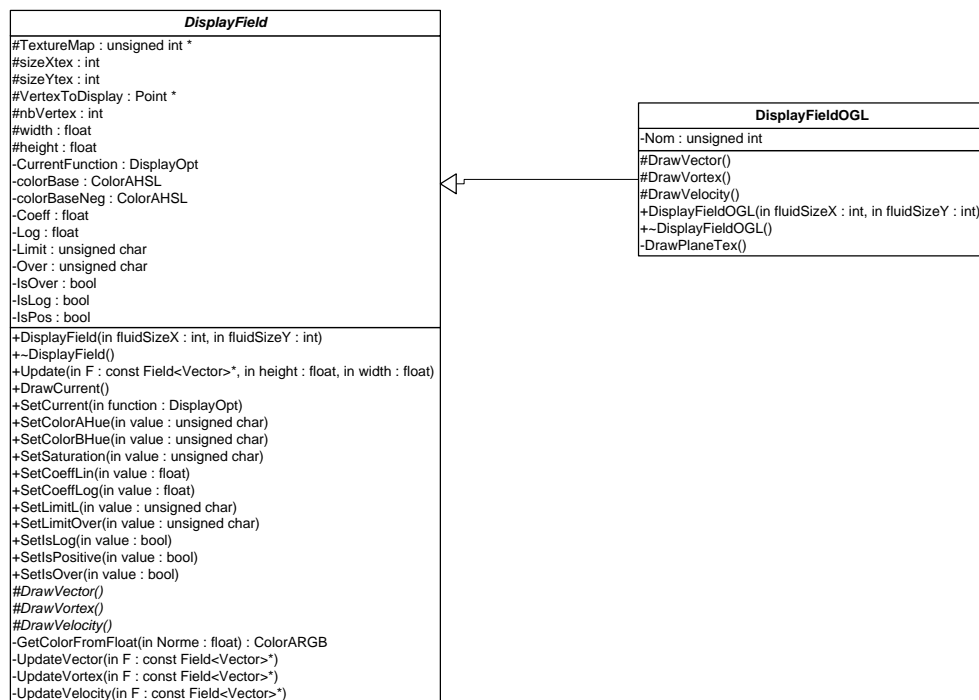 DisplayField
#TextureMap : unsigned int *
#sizeXtex : int
#sizeYtex : int
#VertexToDisplay : Point *
#nbVertex : int
#width : float
#height : float
-CurrentFunction : DisplayOpt
-colorBase : ColorAHSL
-colorBaseNeg : ColorAHSL
-Coeff : float
-Log : float
-Limit : unsigned char
-Over : unsigned char
-IsOver : bool
-IsLog : bool
-IsPos : bool
+DisplayField(in fluidSizeX : int, in fluidSizeY : int)
+~DisplayField()
+Update(in F : const Field<Vector>*, in height : float, in width : float)
+DrawCurrent()
+SetCurrent(in function : DisplayOpt)
+SetColorAHue(in value : unsigned char)
+SetColorBHue(in value : unsigned char)
+SetSaturation(in value : unsigned char)
+SetCoeffLin(in value : float)
+SetCoeffLog(in value : float)
+SetLimitL(in value : unsigned char)
+SetLimitOver(in value : unsigned char)
+SetIsLog(in value : bool)
+SetIsPositive(in value : bool)
+SetIsOver(in value : bool)
#DrawVector()
#DrawVortex()
#DrawVelocity()
-GetColorFromFloat(in Norme : float) : ColorARGB
-UpdateVector(in F : const Field<Vector>*)
-UpdateVortex(in F : const Field<Vector>*)
-UpdateVelocity(in F : const Field<Vector>*)
DisplayFieldOGL
-Nom : unsigned int
#DrawVector()
#DrawVortex()
#DrawVelocity()
+DisplayFieldOGL(in fluidSizeX : int, in fluidSizeY : int)
+~DisplayFieldOGL()
-DrawPlaneTex()